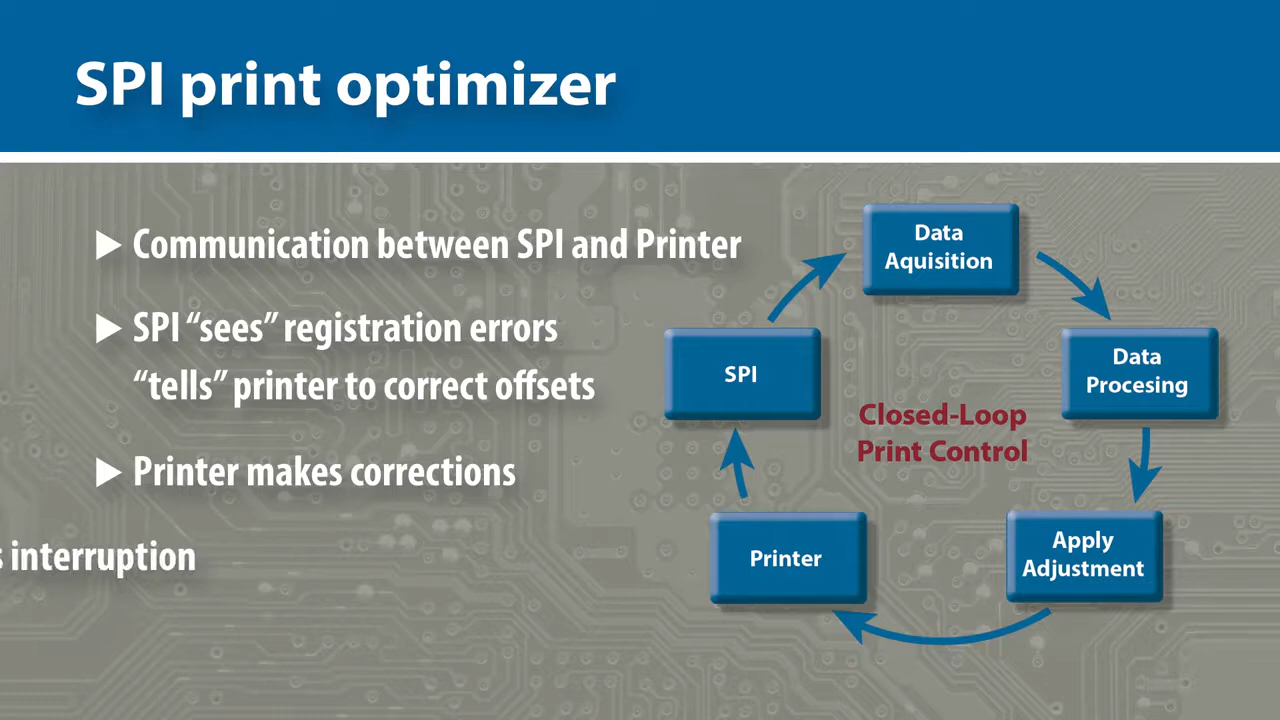 SPI print optimizer
▶ Communication between SPI and Printer
▶ SPI “sees” registration errors
“tells” printer to correct offsets
▶ Printer makes corrections
interruption
Data
Aquisition
Data
Procesing
Apply
Adjustment
Printer
SPI
Closed-Loop
Print Control